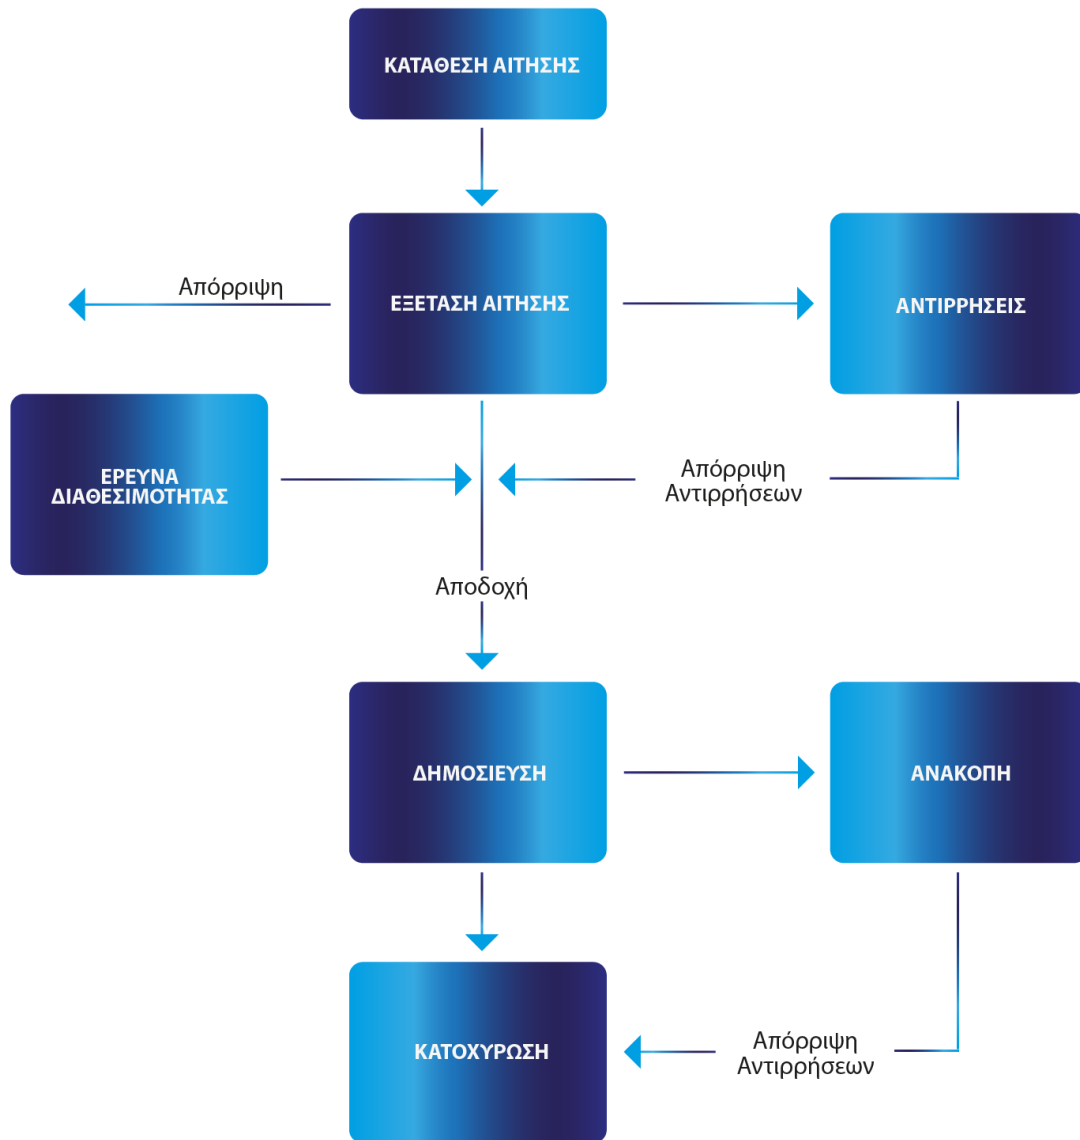 ΚΑΤΑΘΕΣΗ ΑΙΤΗΣΗΣ
Απόρριψη
ΕΞΕΤΑΣΗ ΑΙΤΗΣΗΣ
ΑΝΤΙΡΡΗΣΕΙΣ
ΕΡΕΥΝΑ
ΔΙΑΘΕΣΙΜΟΤΗΤΑΣ
Απόρριψη
Αντιρρήσεων
Αποδοχή
ΔΗΜΟΣΙΕΥΣΗ
ΑΝΑΚΟΠΗ
ΚΑΤΟΧΥΡΩΣΗ
Απόρριψη
Αντιρρήσεων